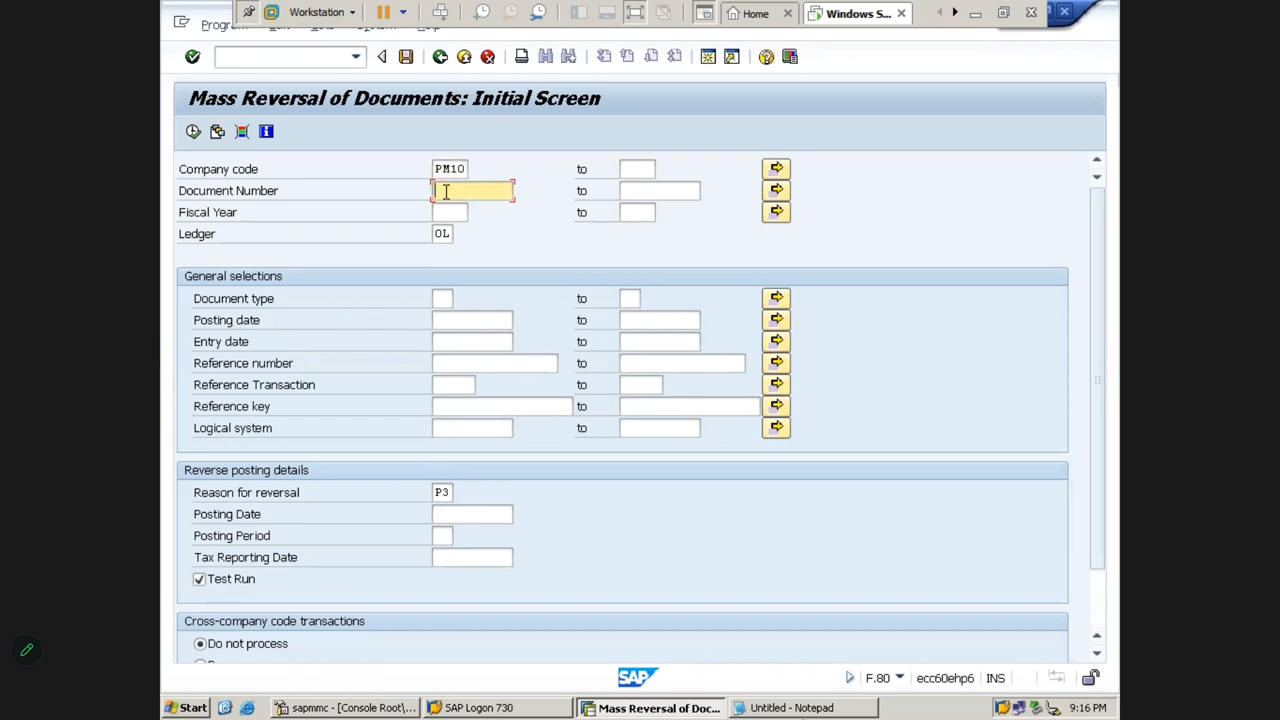 Workstation
Home
Windows S...
Program
Mass Reversal of Documents: Initial Screen
Company code PM10 to
Document Number to
Fiscal Year to
Ledger 0L
General selections
Document type to
Posting date to
Entry date to
Reference number to
Reference Transaction to
Reference key to
Logical system to
Reverse posting details
Reason for reversal P3
Posting Date
Posting Period
Tax Reporting Date
Test Run
Cross-company code transactions
Do not process
SAP
F.80 ecc60ehp6 INS
Start
sapmmc - [Console Root\...
SAP Logon 730
Mass Reversal of Doc...
Untitled - Notepad
9:16 PM